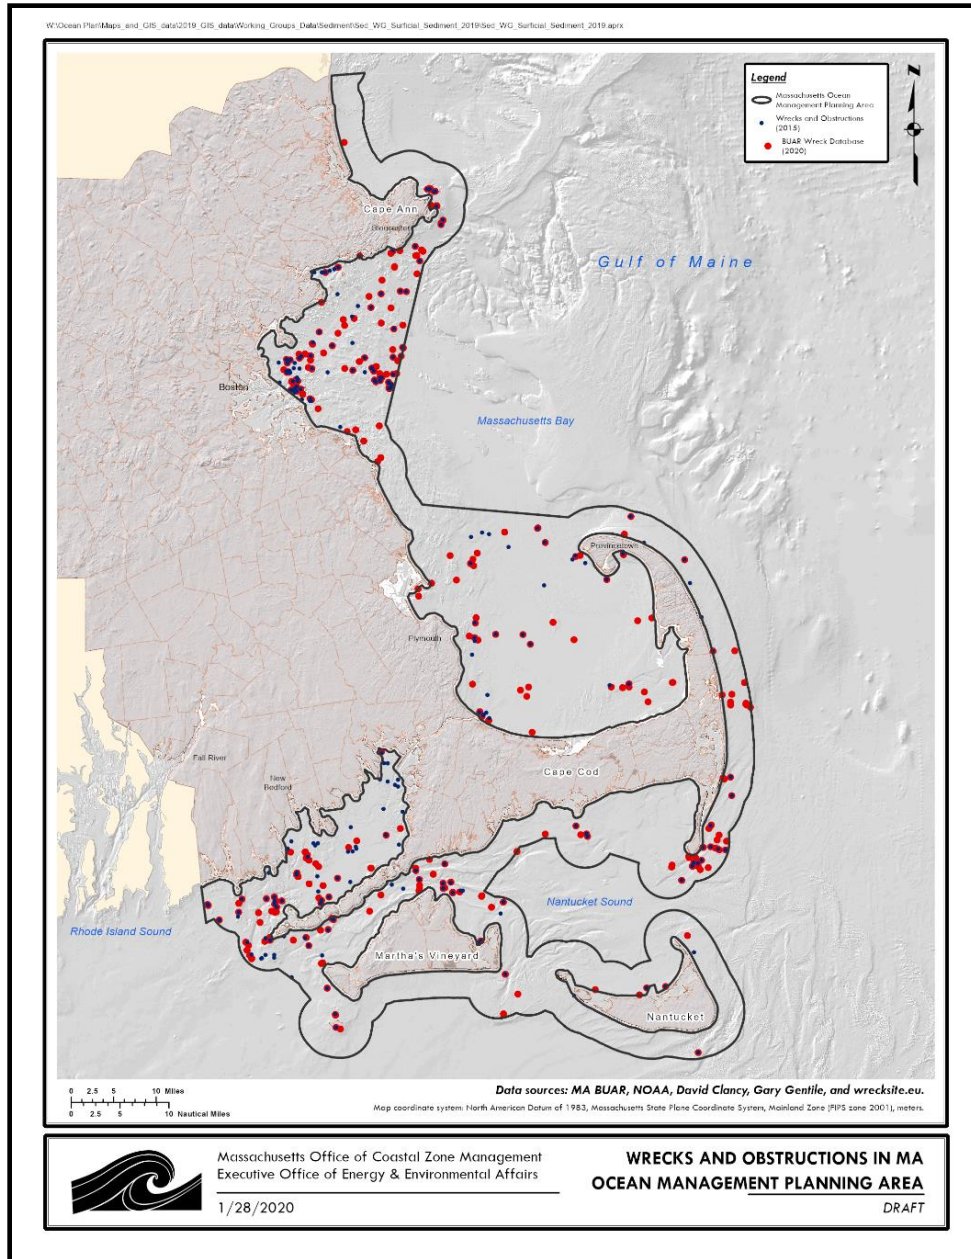 W:\Ocean Plan\Maps_and_GIS_data\2019_GIS_data\Working_Groups_Data\Sediment\Sed_WG_Surficial_Sediment_2019\Sed_WG_Surficial_Sediment_2019.aprx
Legend
Massachusetts Ocean
Management Planning Area
Wrecks and Obstructions
(2015)
BUAR Wreck Database
(2020)
N
Cape Ann
Gloucester
Gulf of Maine
Boston
Massachusetts Bay
Provincetown
Plymouth
Fall River
Cape Cod
New
Bedford
Nantucket Sound
Rhode Island Sound
Martha's Vineyard
Nantucket
0 2.5 5 10 Miles
0 2.5 5 10 Nautical Miles
Data sources: MA BUAR, NOAA, David Clancy, Gary Gentile, and wrecksite.eu.
Map coordinate system: North American Datum of 1983, Massachusetts State Plane Coordinate System, Mainland Zone (FIPS zone 2001), meters.
Massachusetts Office of Coastal Zone Management
Executive Office of Energy & Environmental Affairs
1/28/2020
WRECKS AND OBSTRUCTIONS IN MA
OCEAN MANAGEMENT PLANNING AREA
DRAFT